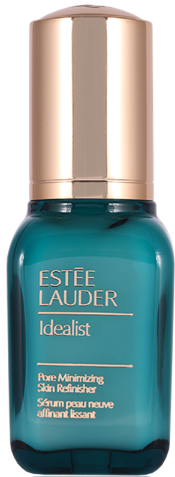 ESTĒE
LAUDER
Idealist
Pore Minimizing
Skin Refinisher
Sérum peau neuve
affinant lissant